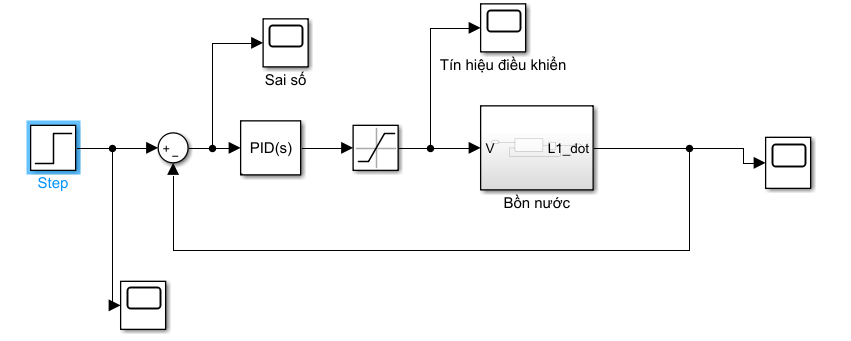 Tín hiệu điều khiển
Sai số
+
_
PID(s)
V
L1_dot
Step
Bồn nước